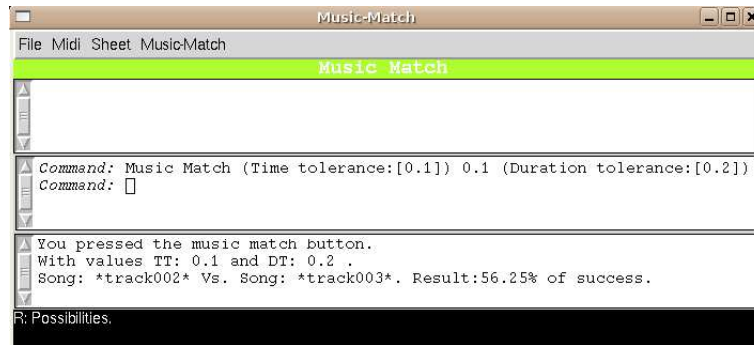 Music-Match
File Midi Sheet Music-Match
Music Match
Command: Music Match (Time tolerance:[0.1]) 0.1 (Duration tolerance:[0.2])
Command:
You pressed the music match button.
With values TT: 0.1 and DT: 0.2 .
Song: *track002* Vs. Song: *track003*. Result:56.25% of success.
R: Possibilities.